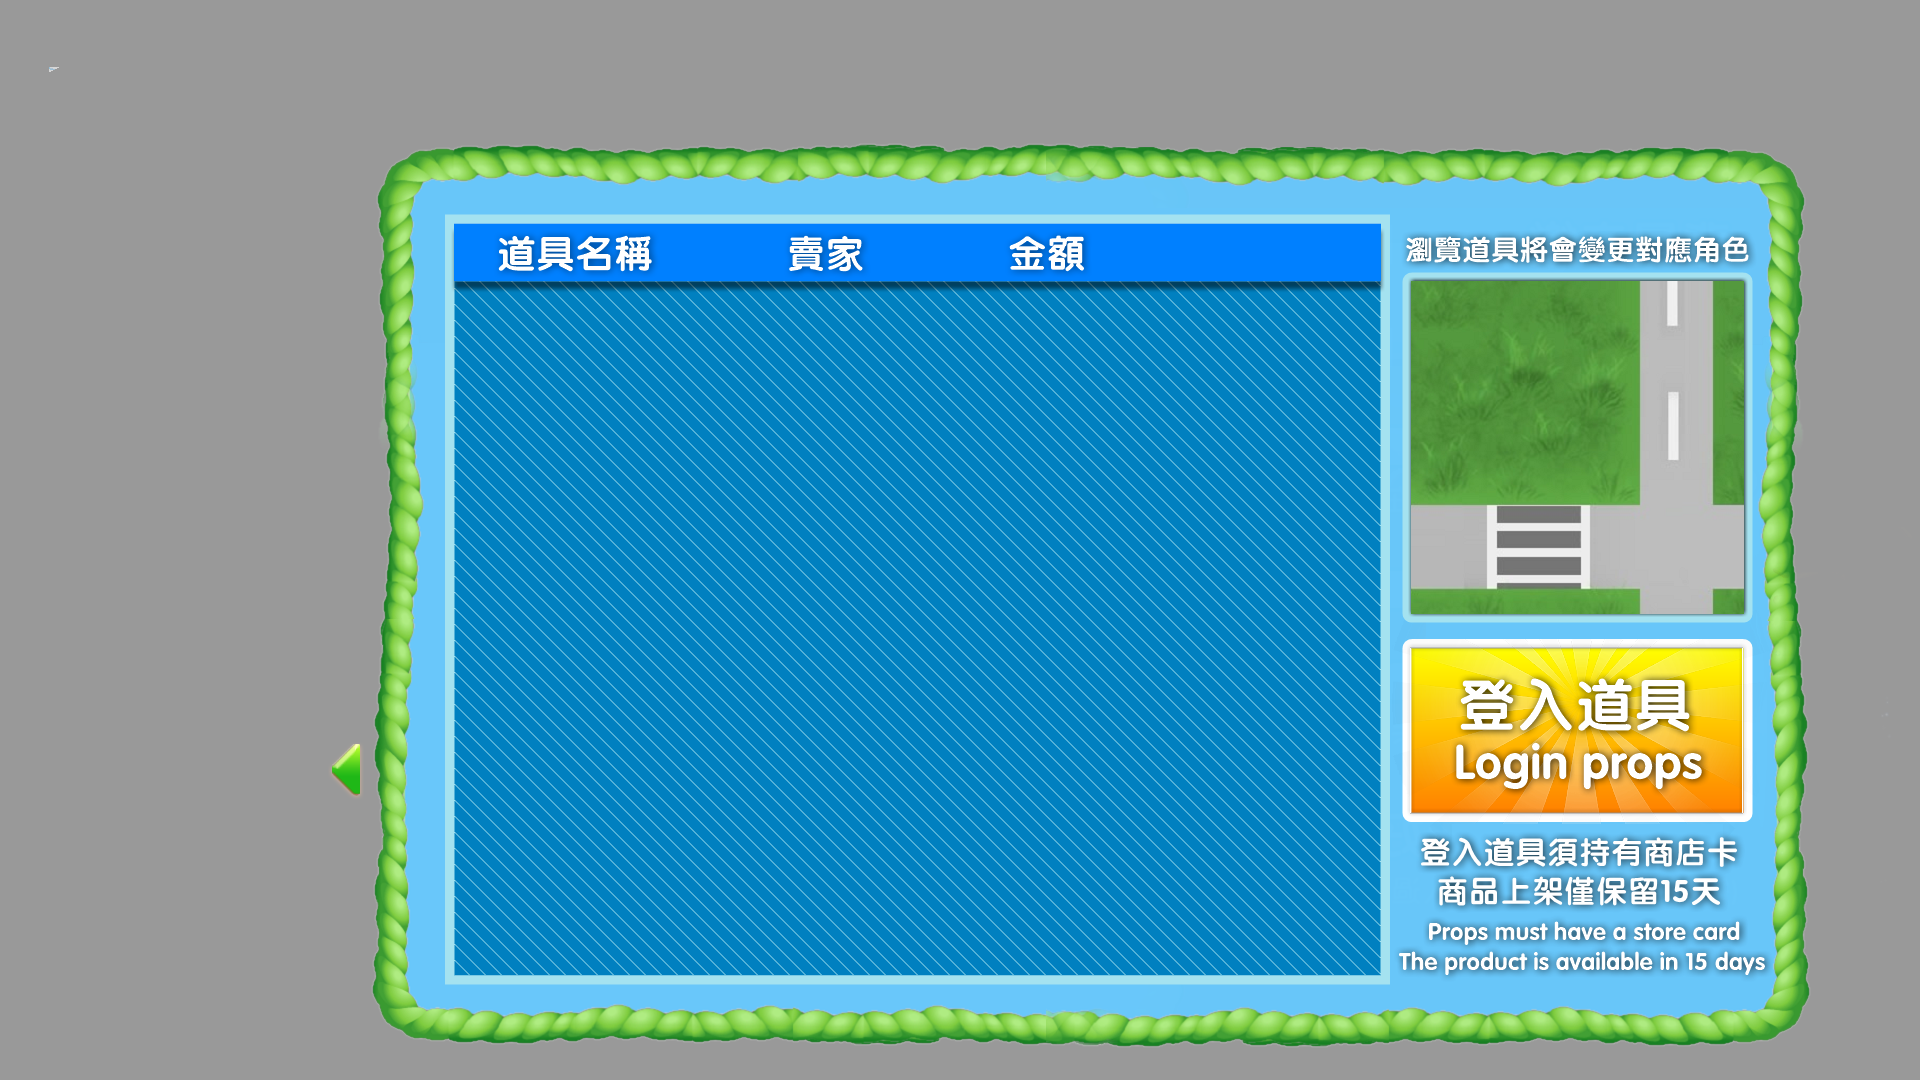 道具名稱 賣家 金額
瀏覽道具將會變更對應角色
登入道具
Login props
登入道具須持有商店卡
商品上架僅保留15天
Props must have a store card
The product is available in 15 days